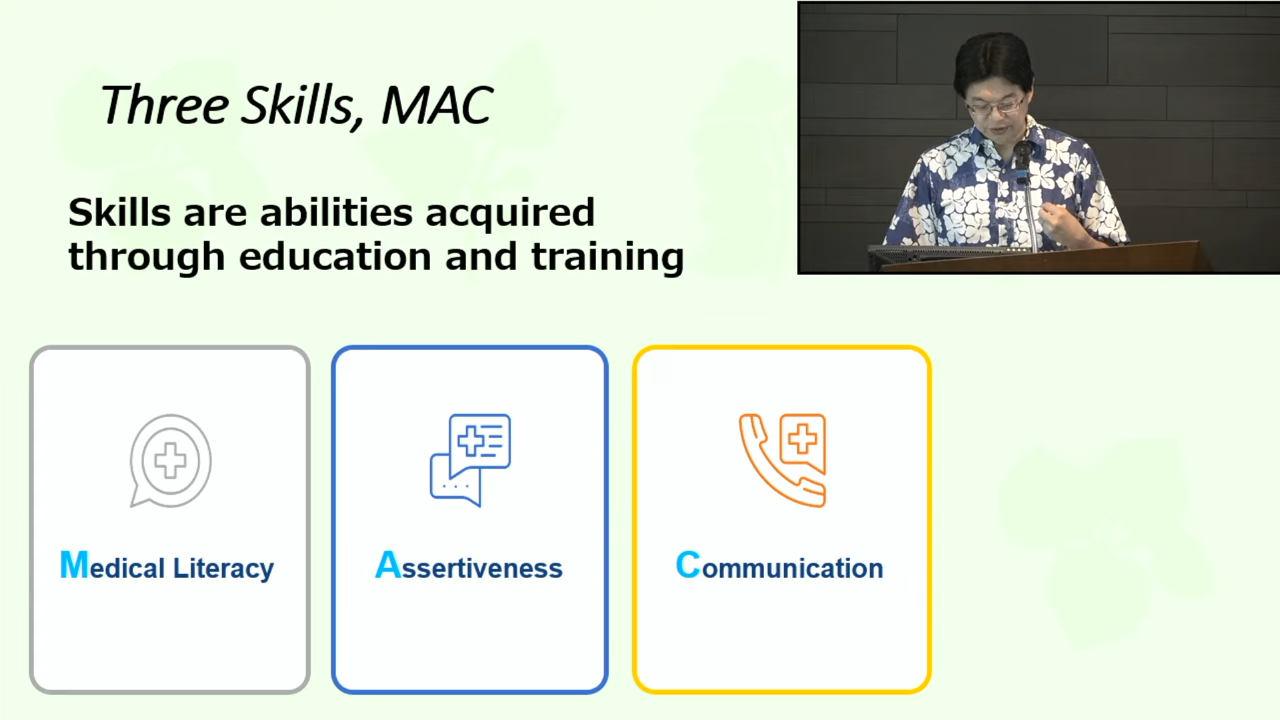 Three Skills, MAC
Skills are abilities acquired
through education and training
Medical Literacy
Assertiveness
Communication